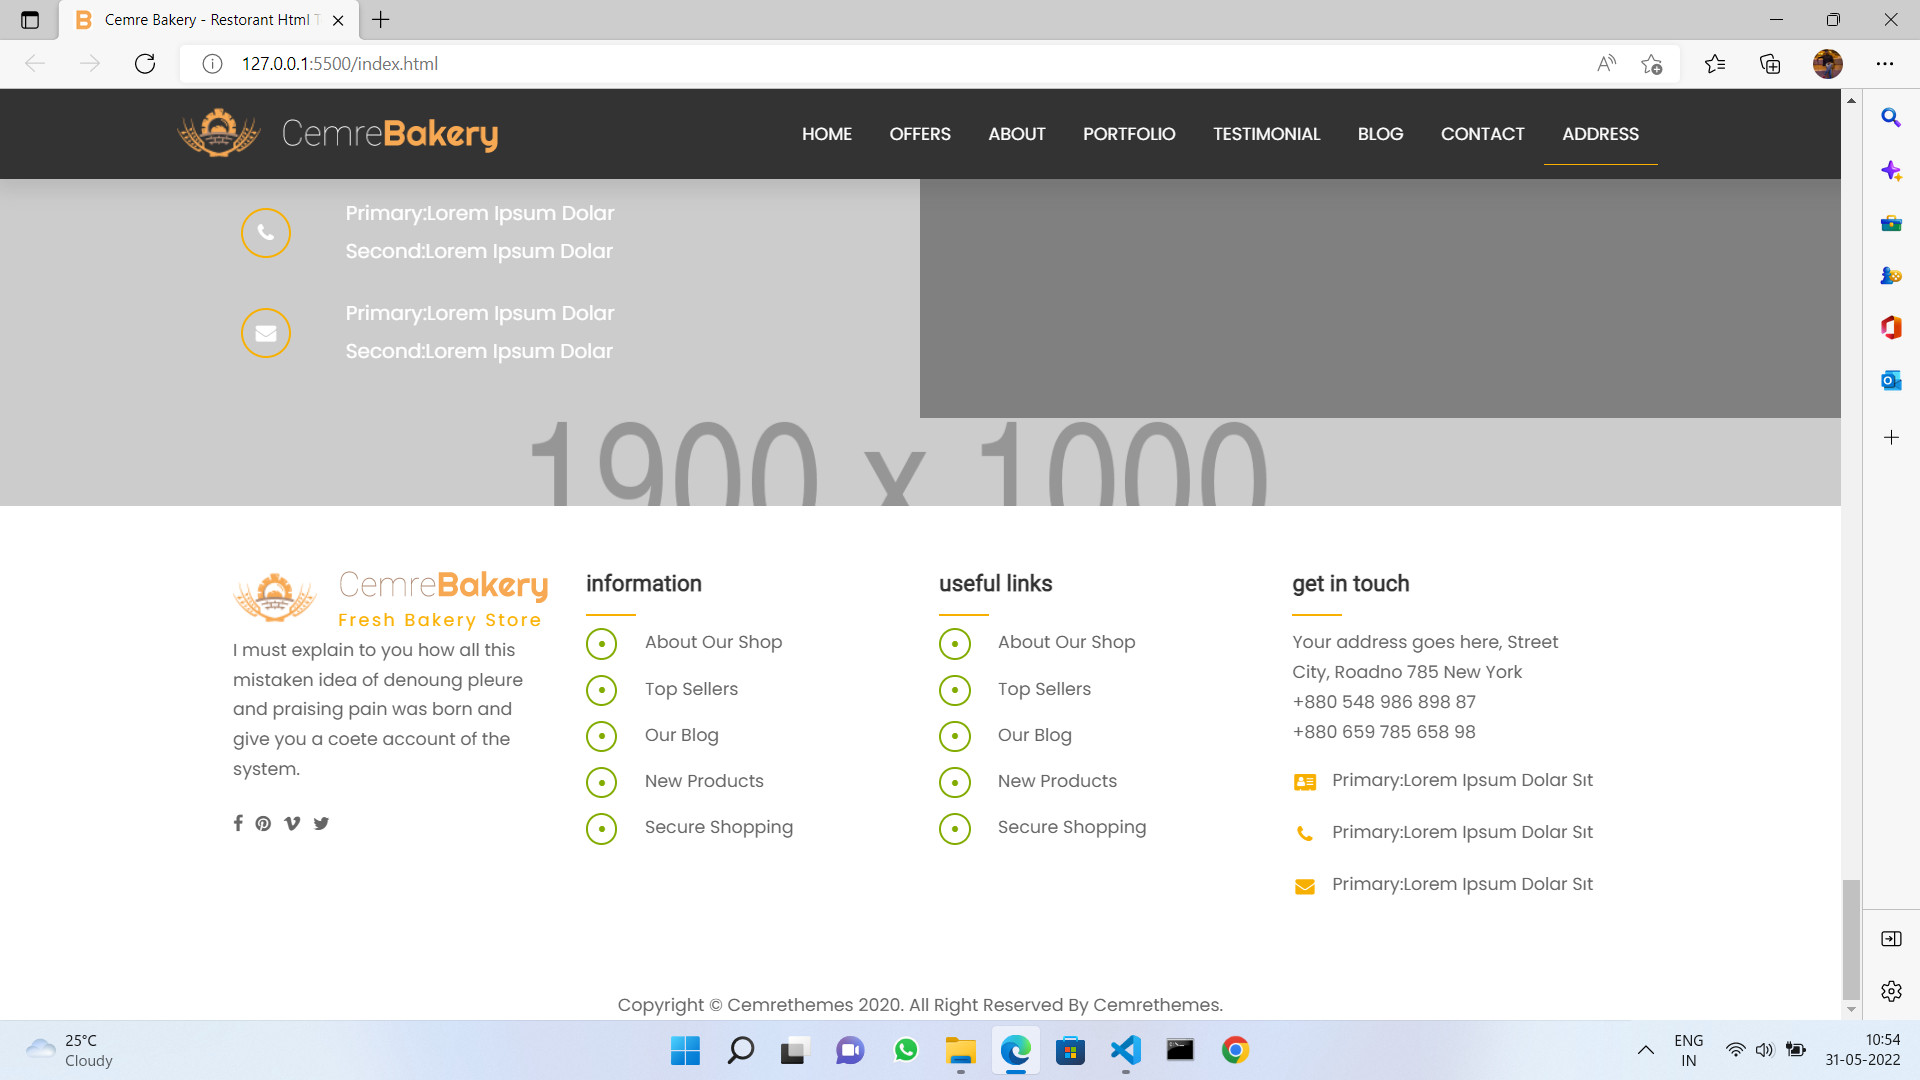 Cemre Bakery - Restorant Html T
127.0.0.1:5500/index.html
CemreBakery
HOME OFFERS ABOUT PORTFOLIO TESTIMONIAL BLOG CONTACT ADDRESS
Primary:Lorem Ipsum Dolar
Second:Lorem Ipsum Dolar
Primary:Lorem Ipsum Dolar
Second:Lorem Ipsum Dolar
1900 x 1000
CemreBakery
Fresh Bakery Store
I must explain to you how all this
mistaken idea of denoung pleure
and praising pain was born and
give you a coete account of the
system.
information
About Our Shop
Top Sellers
Our Blog
New Products
Secure Shopping
useful links
About Our Shop
Top Sellers
Our Blog
New Products
Secure Shopping
get in touch
Your address goes here, Street
City, Roadno 785 New York
+880 548 986 898 87
+880 659 785 658 98
Primary:Lorem Ipsum Dolar Sıt
Primary:Lorem Ipsum Dolar Sıt
Primary:Lorem Ipsum Dolar Sıt
Copyright © Cemrethemes 2020. All Right Reserved By Cemrethemes.
25°C
Cloudy
ENG
IN
10:54
31-05-2022